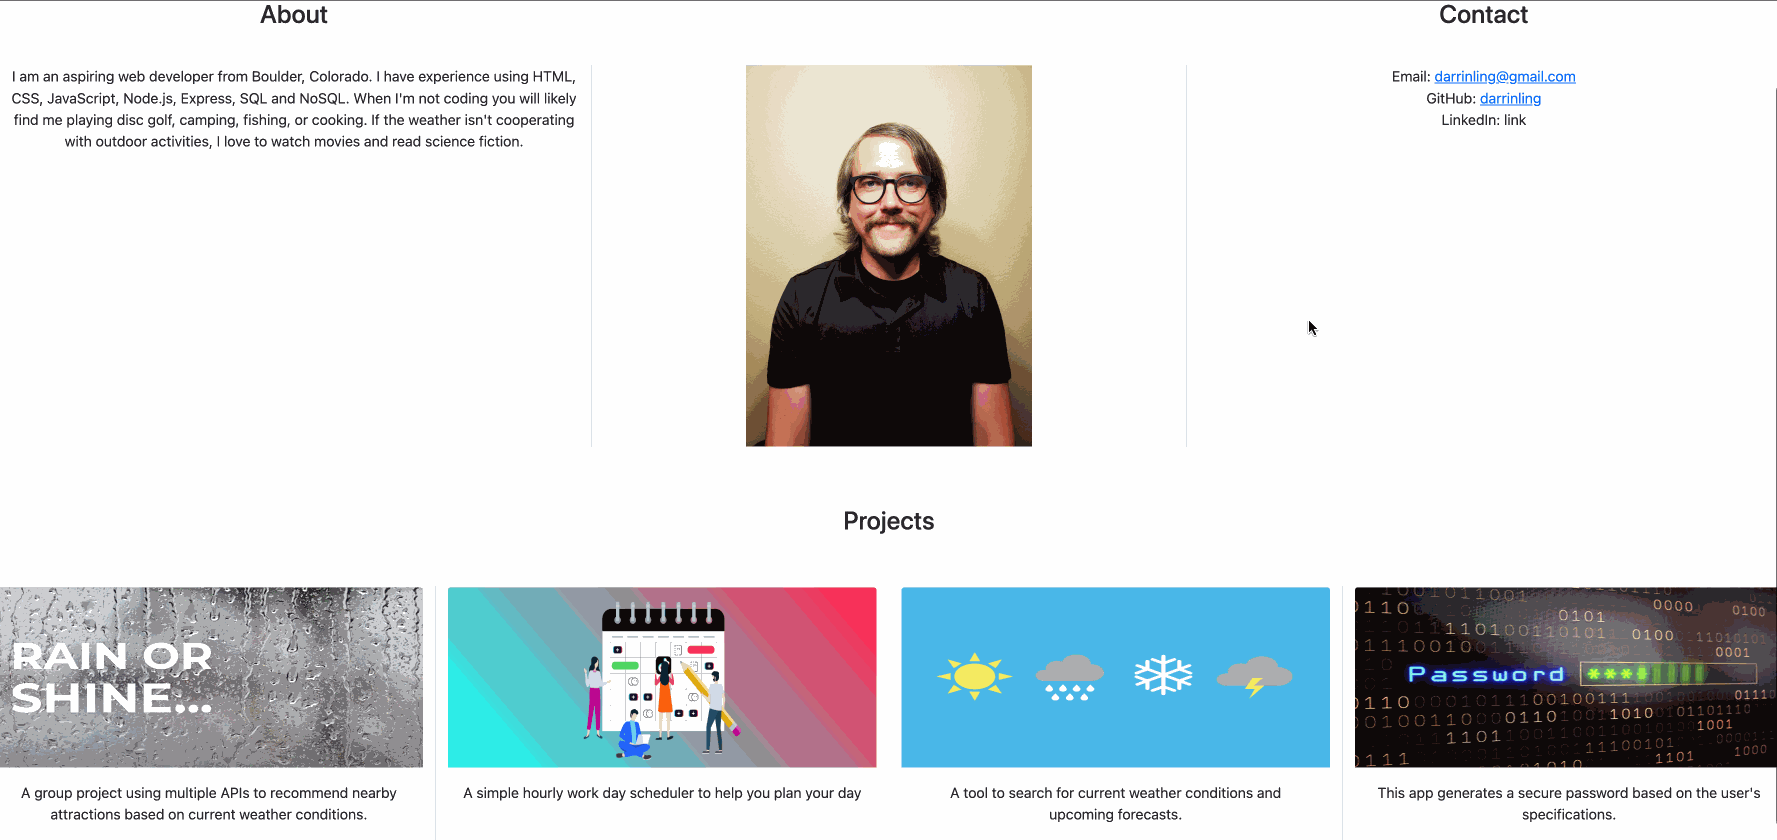 About
I am an aspiring web developer from Boulder, Colorado. I have experience using HTML,
CSS, JavaScript, Node.js, Express, SQL and NoSQL. When I'm not coding you will likely
find me playing disc golf, camping, fishing, or cooking. If the weather isn't cooperating
with outdoor activities, I love to watch movies and read science fiction.
Contact
Email: darrinling@gmail.com
GitHub: darrinling
LinkedIn: link
Projects
RAIN OR
SHINE...
A group project using multiple APIs to recommend nearby
attractions based on current weather conditions.
A simple hourly work day scheduler to help you plan your day
A tool to search for current weather conditions and
upcoming forecasts.
Password
****
This app generates a secure password based on the user's
specifications.